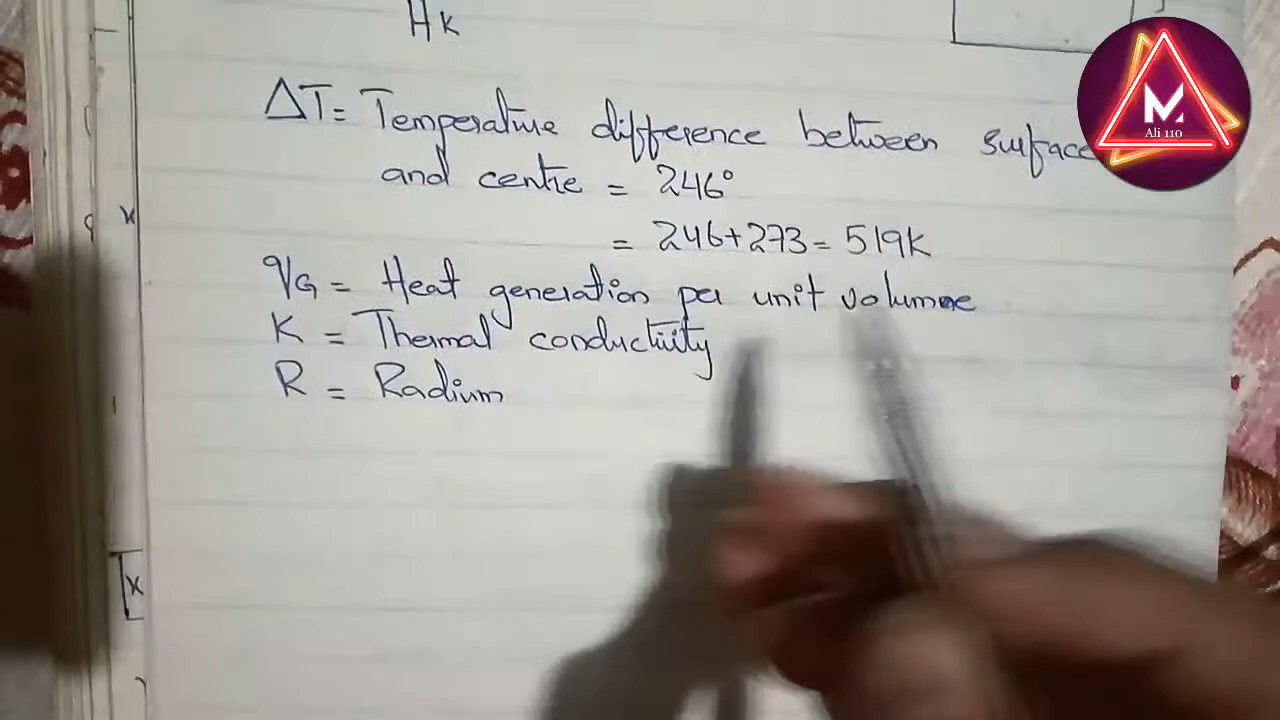 Hk
ΔT= Temperature difference between surface
and centre = 246°
= 246+273 = 519K
qG = Heat generation per unit volume
K = Thermal conductivity
R = Radium
x
x
M
Ali 110